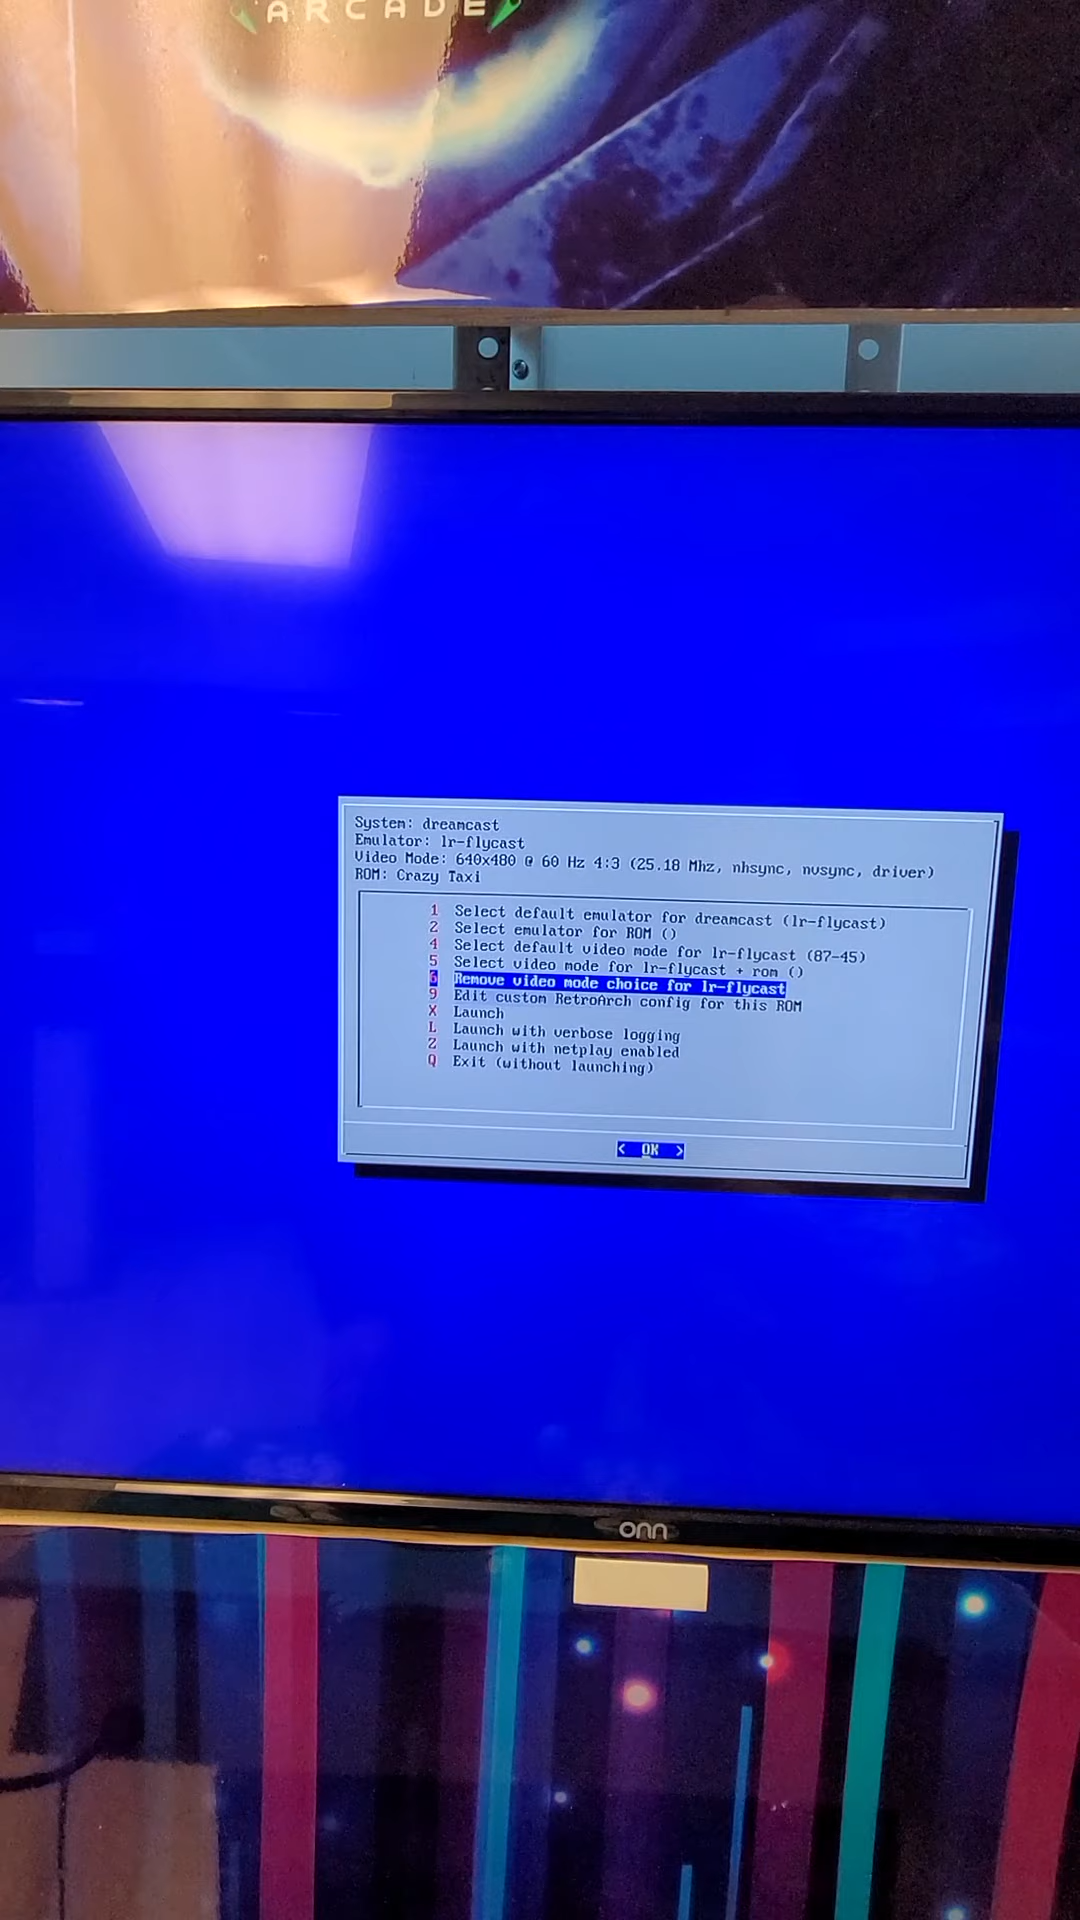 ARCADE
System: dreamcast
Emulator: lr-flycast
Video Mode: 640x480 @ 60 Hz 4:3 (25.18 Mhz, nhsync, nvsync, driver)
ROM: Crazy Taxi
1 Select default emulator for dreamcast (lr-flycast)
2 Select emulator for ROM ()
4 Select default video mode for lr-flycast (87-45)
5 Select video mode for lr-flycast + rom ()
6 Remove video mode choice for lr-flycast
9 Edit custom RetroArch config for this ROM
X Launch
L Launch with verbose logging
Z Launch with netplay enabled
Q Exit (without launching)
< OK >
onn